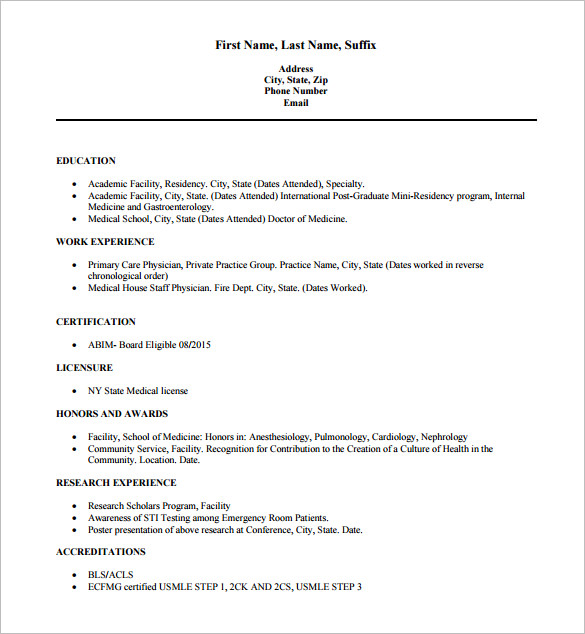 First Name, Last Name, Suffix
Address
City, State, Zip
Phone Number
Email
EDUCATION
• Academic Facility, Residency. City, State (Dates Attended), Specialty.
• Academic Facility, City, State. (Dates Attended) International Post-Graduate Mini-Residency program, Internal
Medicine and Gastroenterology.
• Medical School, City, State (Dates Attended) Doctor of Medicine.
WORK EXPERIENCE
• Primary Care Physician, Private Practice Group. Practice Name, City, State (Dates worked in reverse
chronological order)
• Medical House Staff Physician. Fire Dept. City, State. (Dates Worked).
CERTIFICATION
• ABIM- Board Eligible 08/2015
LICENSURE
• NY State Medical license
HONORS AND AWARDS
• Facility, School of Medicine: Honors in: Anesthesiology, Pulmonology, Cardiology, Nephrology
• Community Service, Facility. Recognition for Contribution to the Creation of a Culture of Health in the
Community. Location. Date.
RESEARCH EXPERIENCE
• Research Scholars Program, Facility
• Awareness of STI Testing among Emergency Room Patients.
• Poster presentation of above research at Conference, City, State. Date.
ACCREDITATIONS
• BLS/ACLS
• ECFMG certified USMLE STEP 1, 2CK AND 2CS, USMLE STEP 3